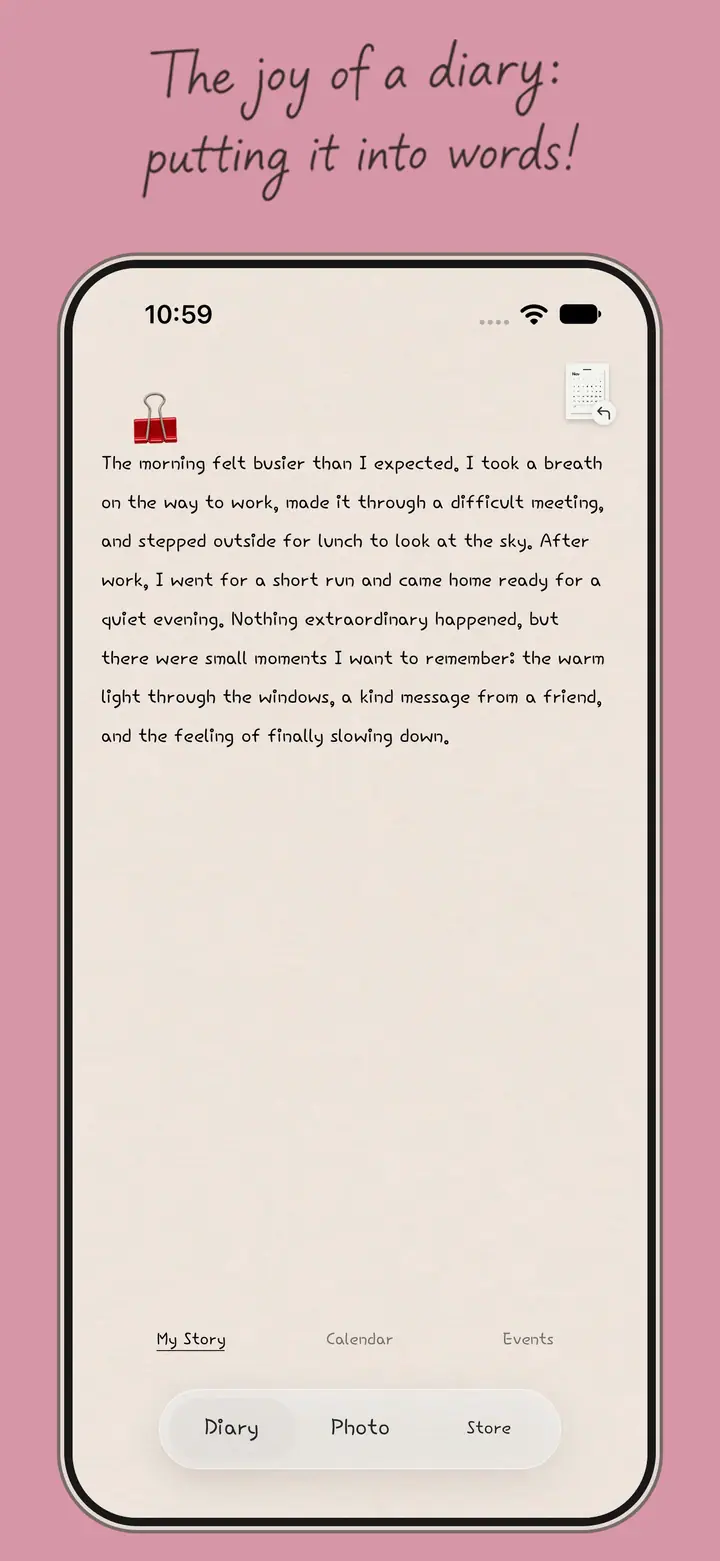 The joy of a diary:
putting it into words!
10:59
Nov
The morning felt busier than I expected. I took a breath
on the way to work, made it through a difficult meeting,
and stepped outside for lunch to look at the sky. After
work, I went for a short run and came home ready for a
quiet evening. Nothing extraordinary happened, but
there were small moments I want to remember: the warm
light through the windows, a kind message from a friend,
and the feeling of finally slowing down.
My Story Calendar Events
Diary Photo Store